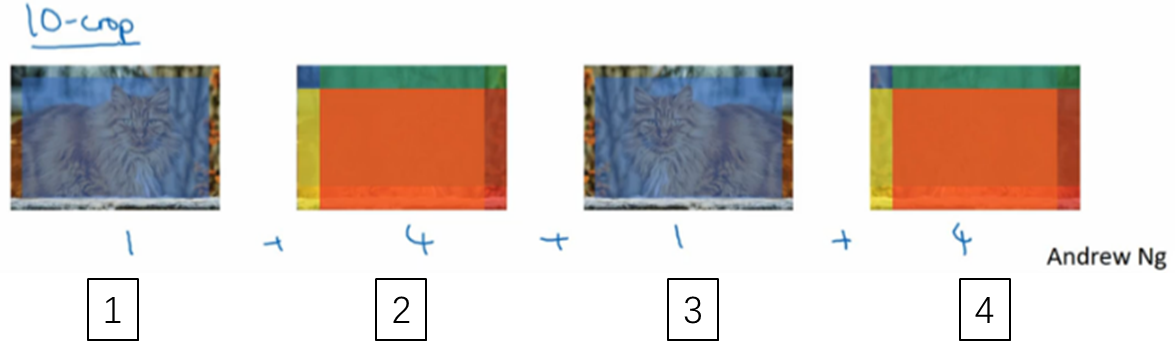 10-crop
1 + 4 + 1 + 4
Andrew Ng
1 2 3 4